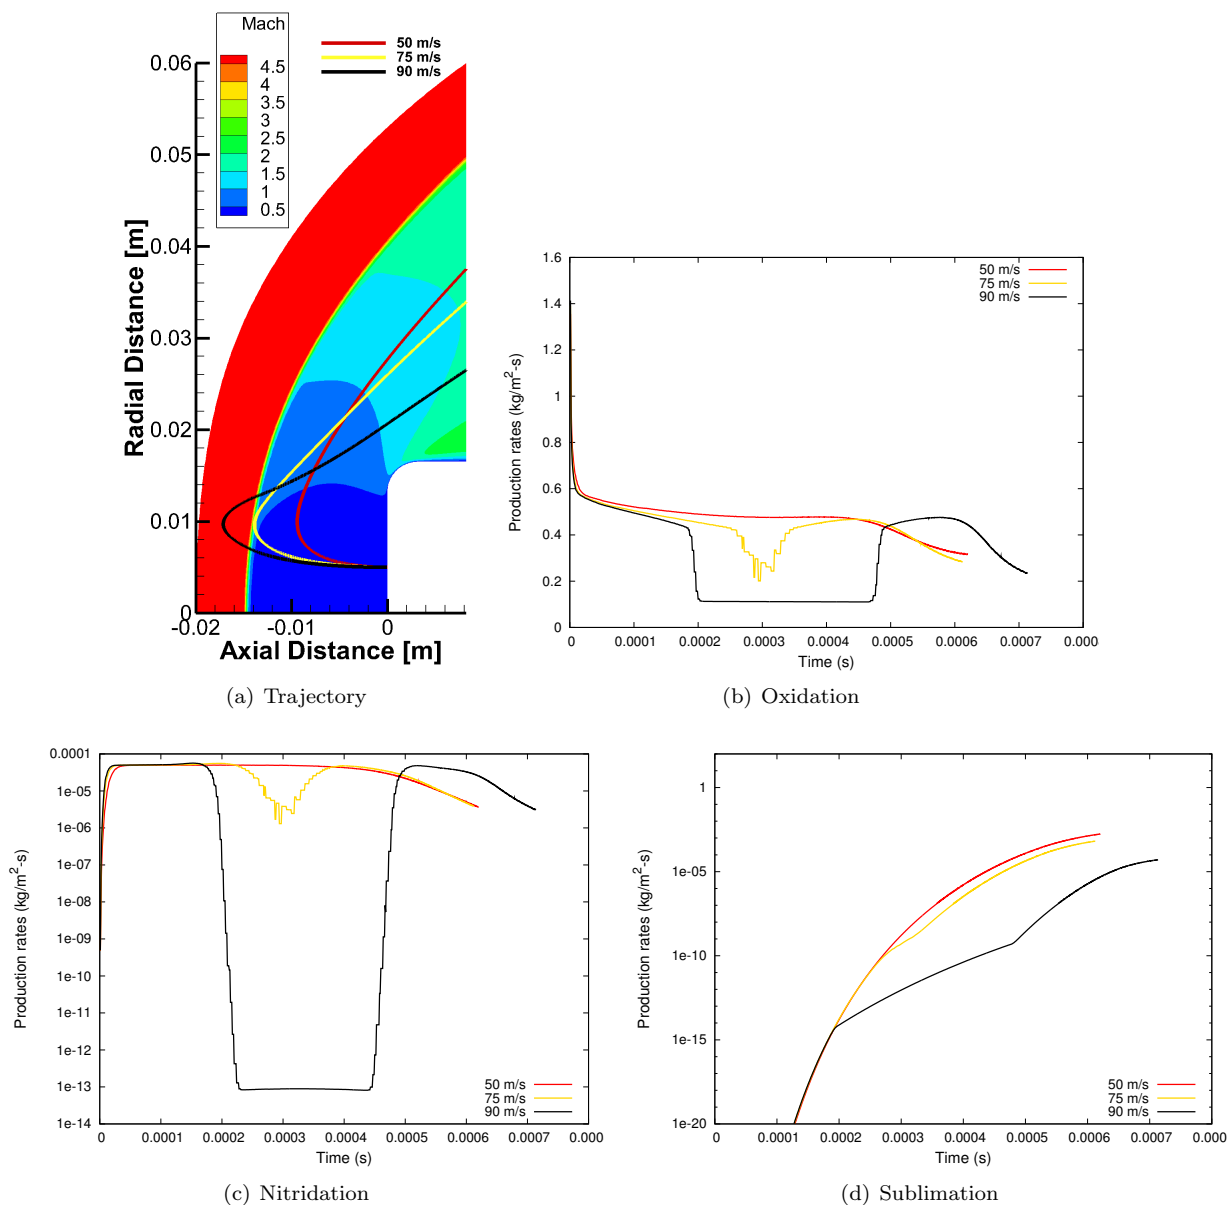 Mach
4.5
4
3.5
3
2.5
2
1.5
1
0.5
50 m/s
75 m/s
90 m/s
0.06
0.05
0.04
0.03
0.02
0.01
0
Radial Distance [m]
-0.02
-0.01
0
Axial Distance [m]
(a) Trajectory
1.6
1.4
1.2
1
0.8
0.6
0.4
0.2
0
Production rates (kg/m²-s)
50 m/s
75 m/s
90 m/s
0
0.0001
0.0002
0.0003
0.0004
0.0005
0.0006
0.0007
0.000
Time (s)
(b) Oxidation
0.0001
1e-05
1e-06
1e-07
1e-08
1e-09
1e-10
1e-11
1e-12
1e-13
1e-14
Production rates (kg/m²-s)
50 m/s
75 m/s
90 m/s
0
0.0001
0.0002
0.0003
0.0004
0.0005
0.0006
0.0007
0.000
Time (s)
(c) Nitridation
1
1e-05
1e-10
1e-15
1e-20
Production rates (kg/m²-s)
50 m/s
75 m/s
90 m/s
0
0.0001
0.0002
0.0003
0.0004
0.0005
0.0006
0.0007
0.000
Time (s)
(d) Sublimation